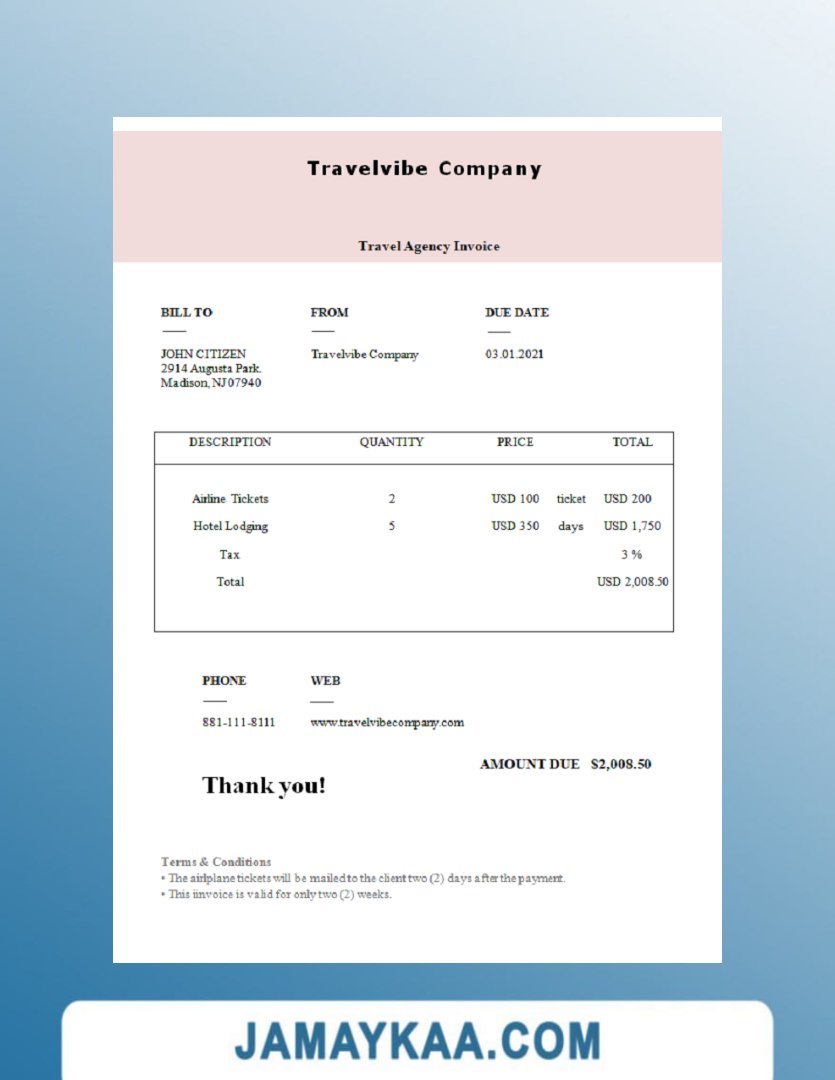 Travelvibe Company
Travel Agency Invoice
BILL TO FROM DUE DATE
JOHN CITIZEN Travelvibe Company 03.01.2021
2914 Augusta Park.
Madison, NJ 07940
DESCRIPTION QUANTITY PRICE TOTAL
Airline Tickets 2 USD 100 ticket USD 200
Hotel Lodging 5 USD 350 days USD 1,750
Tax 3 %
Total USD 2,008.50
PHONE WEB
881-111-8111 www.travelvibecompany.com
AMOUNT DUE $2,008.50
Thank you!
Terms & Conditions
• The airlplane tickets will be mailed to the client two (2) days after the payment.
• This iinvoice is valid for only two (2) weeks.
JAMAYKAA.COM